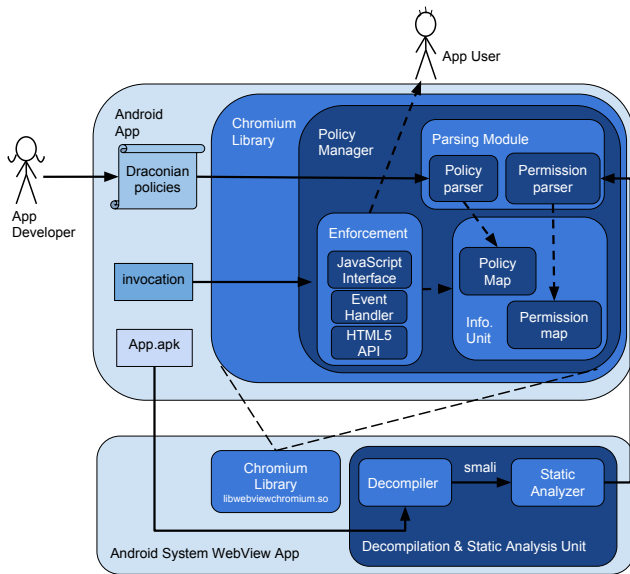 App User
Android
App
Chromium
Library
Policy
Manager
Parsing Module
Policy
parser
Permission
parser
Draconian
policies
App
Developer
Enforcement
JavaScript
Interface
Event
Handler
HTML5
API
Policy
Map
Info.
Unit
Permission
map
invocation
App.apk
Chromium
Library
libwebviewchromium.so
Decompiler
smali
Static
Analyzer
Android System WebView App
Decompilation & Static Analysis Unit